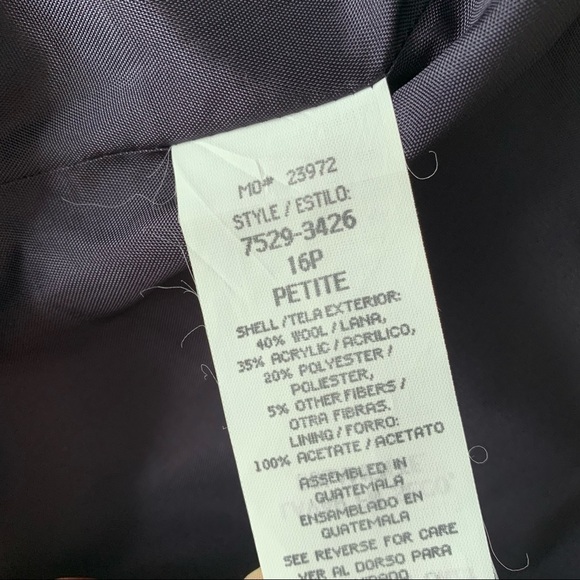 MO# 23972
STYLE / ESTILO:
7529-3426
16P
PETITE
SHELL / TELA EXTERIOR:
40% WOOL / LANA,
35% ACRYLIC / ACRILICO,
20% POLYESTER /
POLIESTER,
5% OTHER FIBERS /
OTRA FIBRAS.
LINING / FORRO:
100% ACETATE / ACETATO
ASSEMBLED IN
GUATEMALA
ENSAMBLADO EN
GUATEMALA
SEE REVERSE FOR CARE
VER AL DORSO PARA